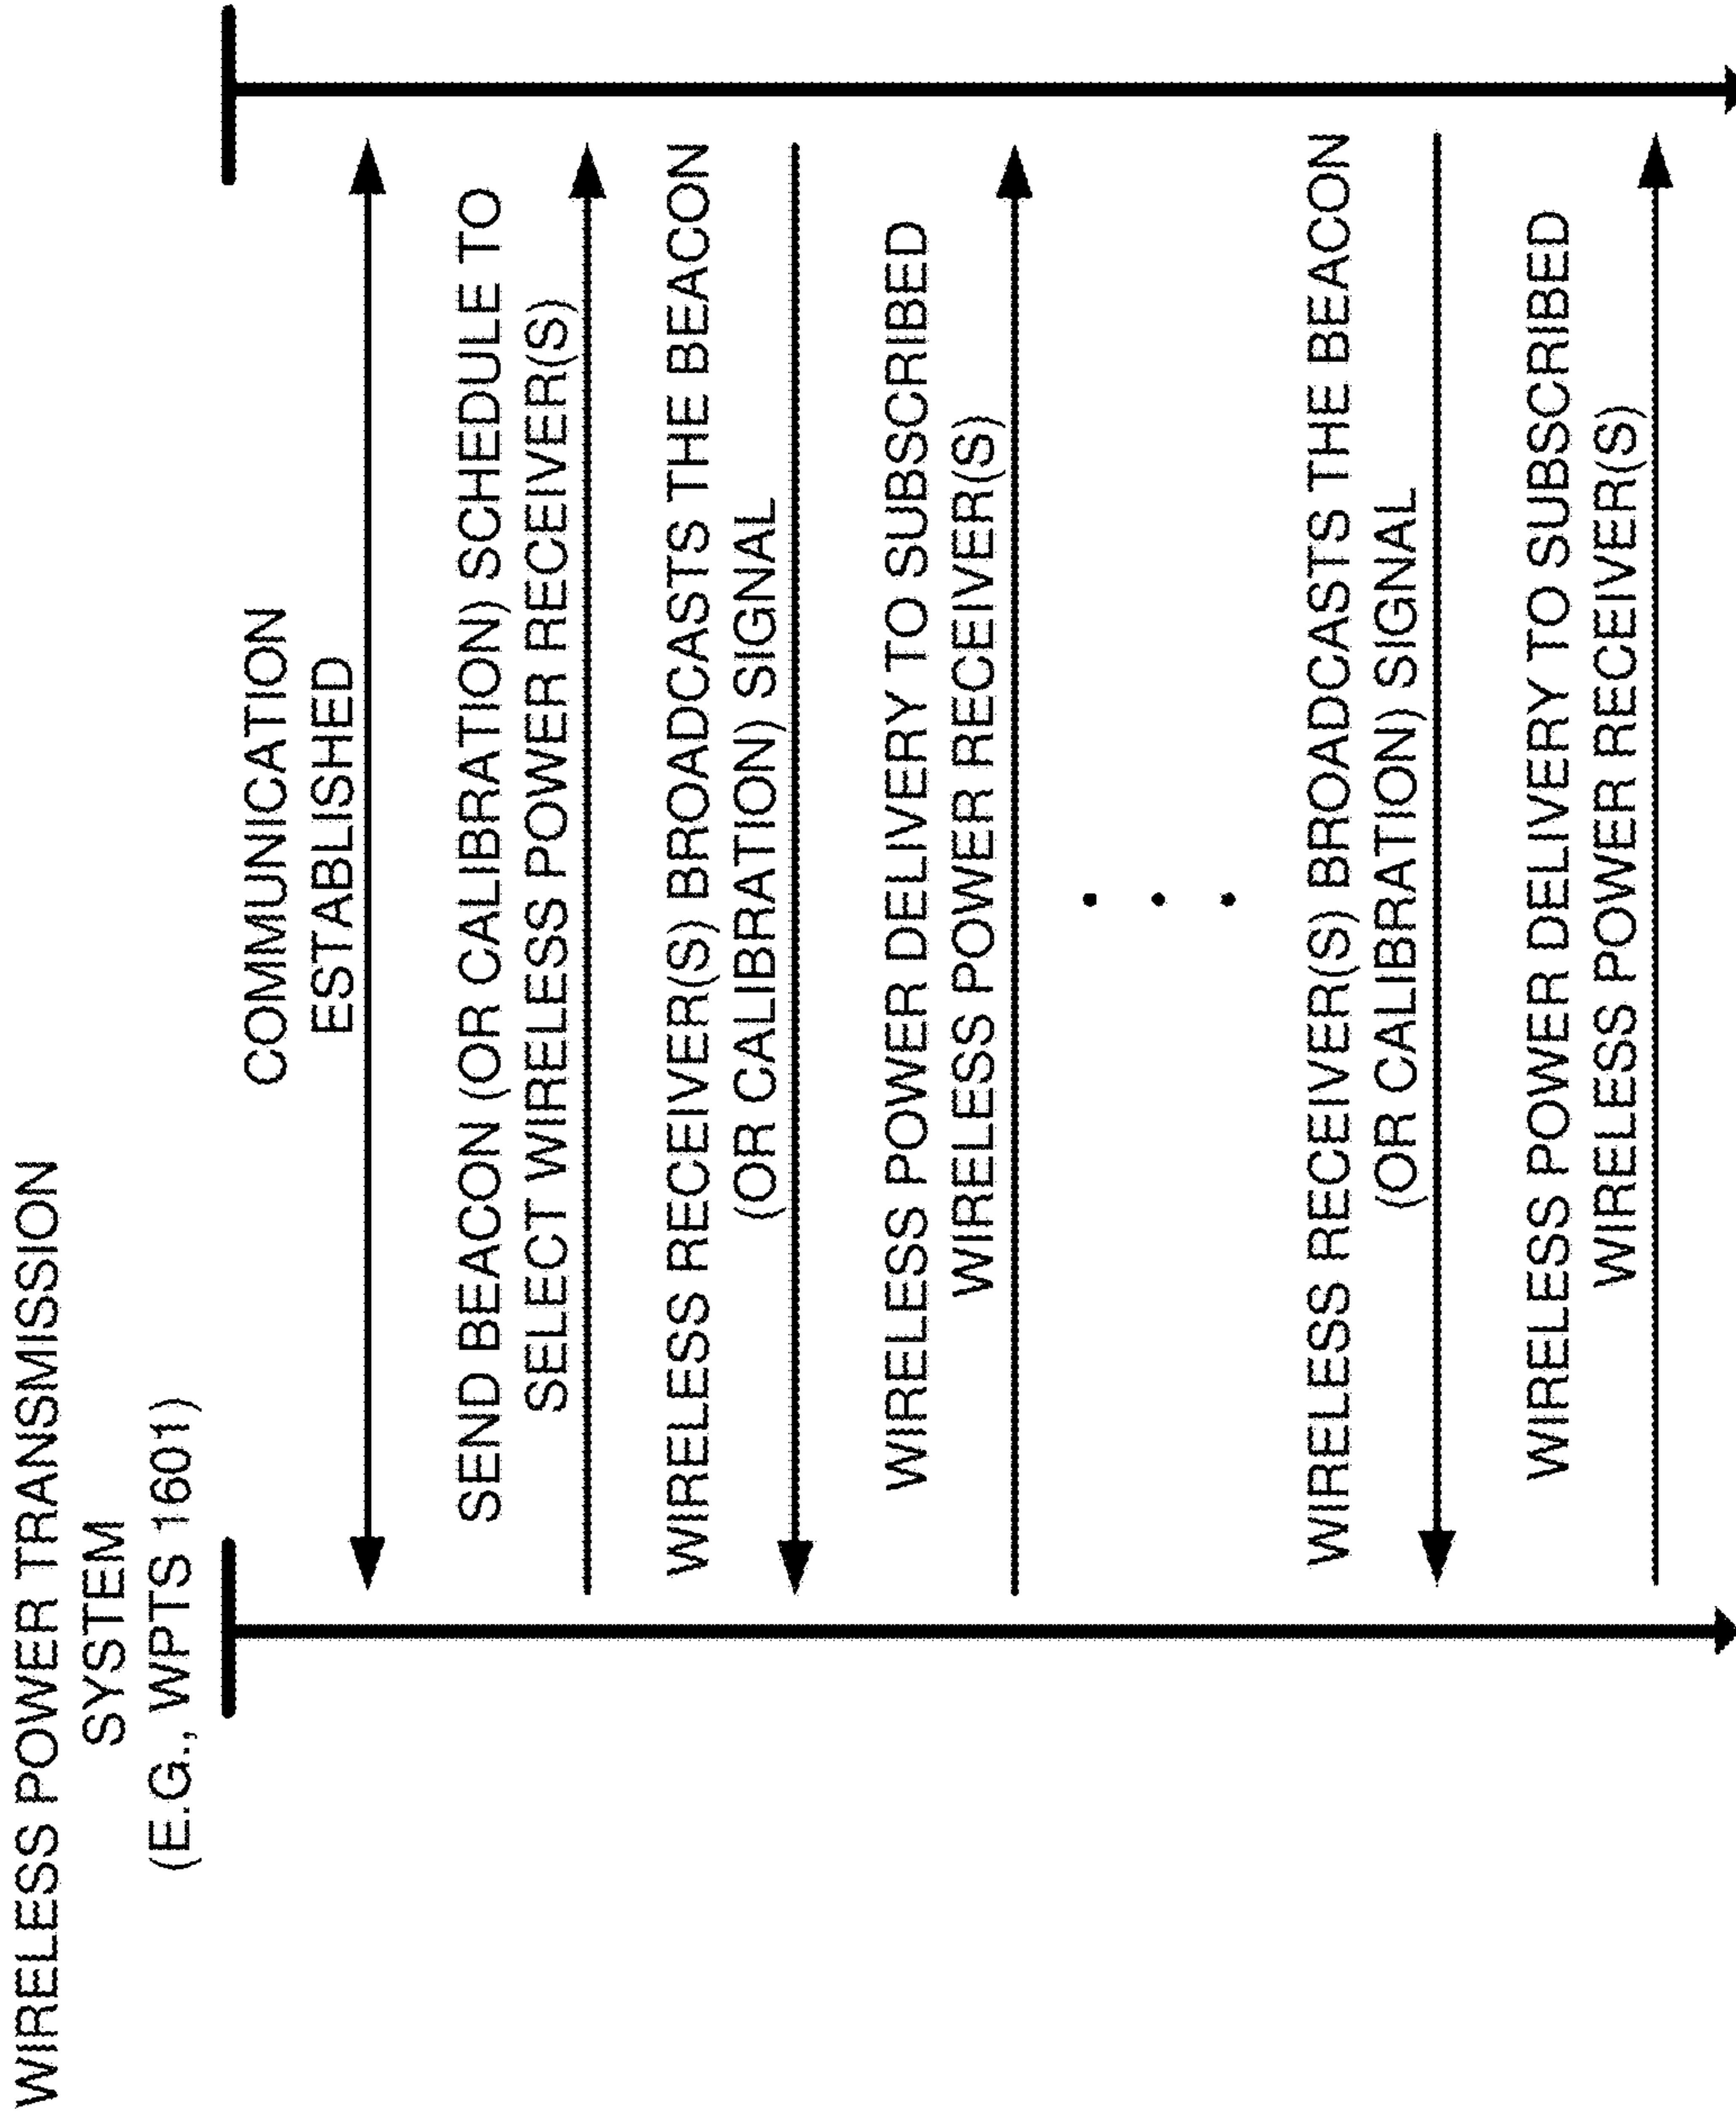 WIRELESS POWER TRANSMISSION
SYSTEM
(E.G., WPTS 1601)
COMMUNICATION
ESTABLISHED
SEND BEACON (OR CALIBRATION) SCHEDULE TO
SELECT WIRELESS POWER RECEIVER(S)
WIRELESS RECEIVER(S) BROADCASTS THE BEACON
(OR CALIBRATION) SIGNAL
WIRELESS POWER DELIVERY TO SUBSCRIBED
WIRELESS POWER RECEIVER(S)
WIRELESS RECEIVER(S) BROADCASTS THE BEACON
(OR CALIBRATION) SIGNAL
WIRELESS POWER DELIVERY TO SUBSCRIBED
WIRELESS POWER RECEIVER(S)